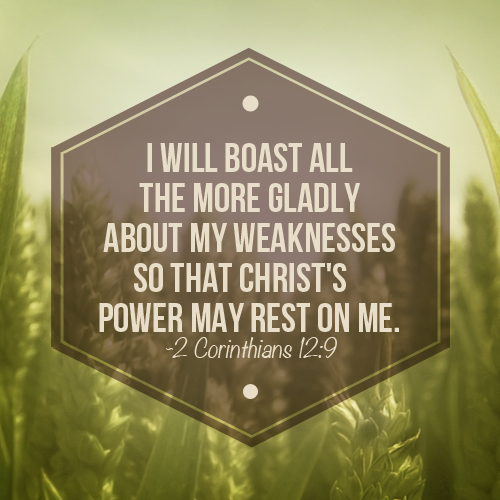 I WILL BOAST ALL
THE MORE GLADLY
ABOUT MY WEAKNESSES
SO THAT CHRIST'S
POWER MAY REST ON ME.
-2 Corinthians 12:9